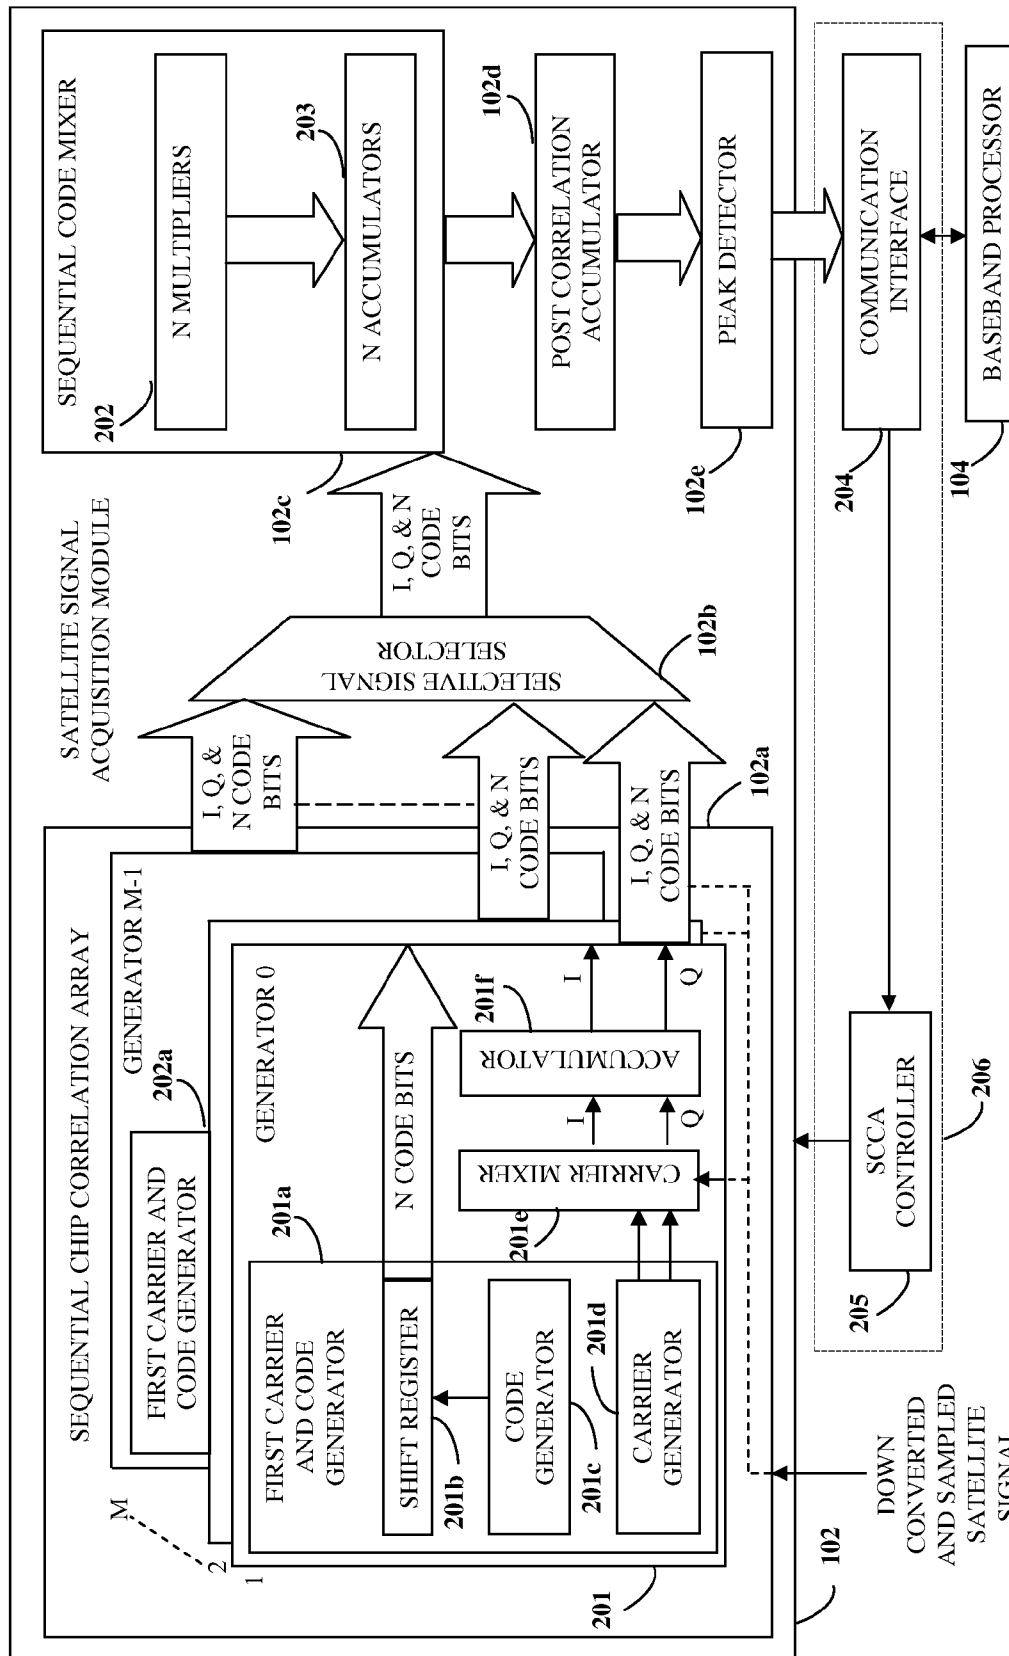 SATELLITE SIGNAL
ACQUISITION MODULE
SEQUENTIAL CHIP CORRELATION ARRAY
GENERATOR M-1
FIRST CARRIER AND
CODE GENERATOR
202a
M
2
1
GENERATOR 0
FIRST CARRIER
AND CODE
GENERATOR
201a
SHIFT REGISTER
201b
CODE
GENERATOR
201c
CARRIER
GENERATOR
201d
N CODE BITS
CARRIER MIXER
201e
I
Q
ACCUMULATOR
201f
I
Q
201
I, Q, &
N CODE
BITS
I, Q, & N
CODE BITS
I, Q, & N
CODE BITS
102a
SELECTIVE SIGNAL
SELECTOR
102b
I, Q, & N
CODE
BITS
SEQUENTIAL CODE MIXER
102c
N MULTIPLIERS
202
N ACCUMULATORS
203
POST CORRELATION
ACCUMULATOR
102d
PEAK DETECTOR
102e
COMMUNICATION
INTERFACE
204
BASEBAND PROCESSOR
104
SCCA
CONTROLLER
205
206
DOWN
CONVERTED
AND SAMPLED
SATELLITE
SIGNAL
102